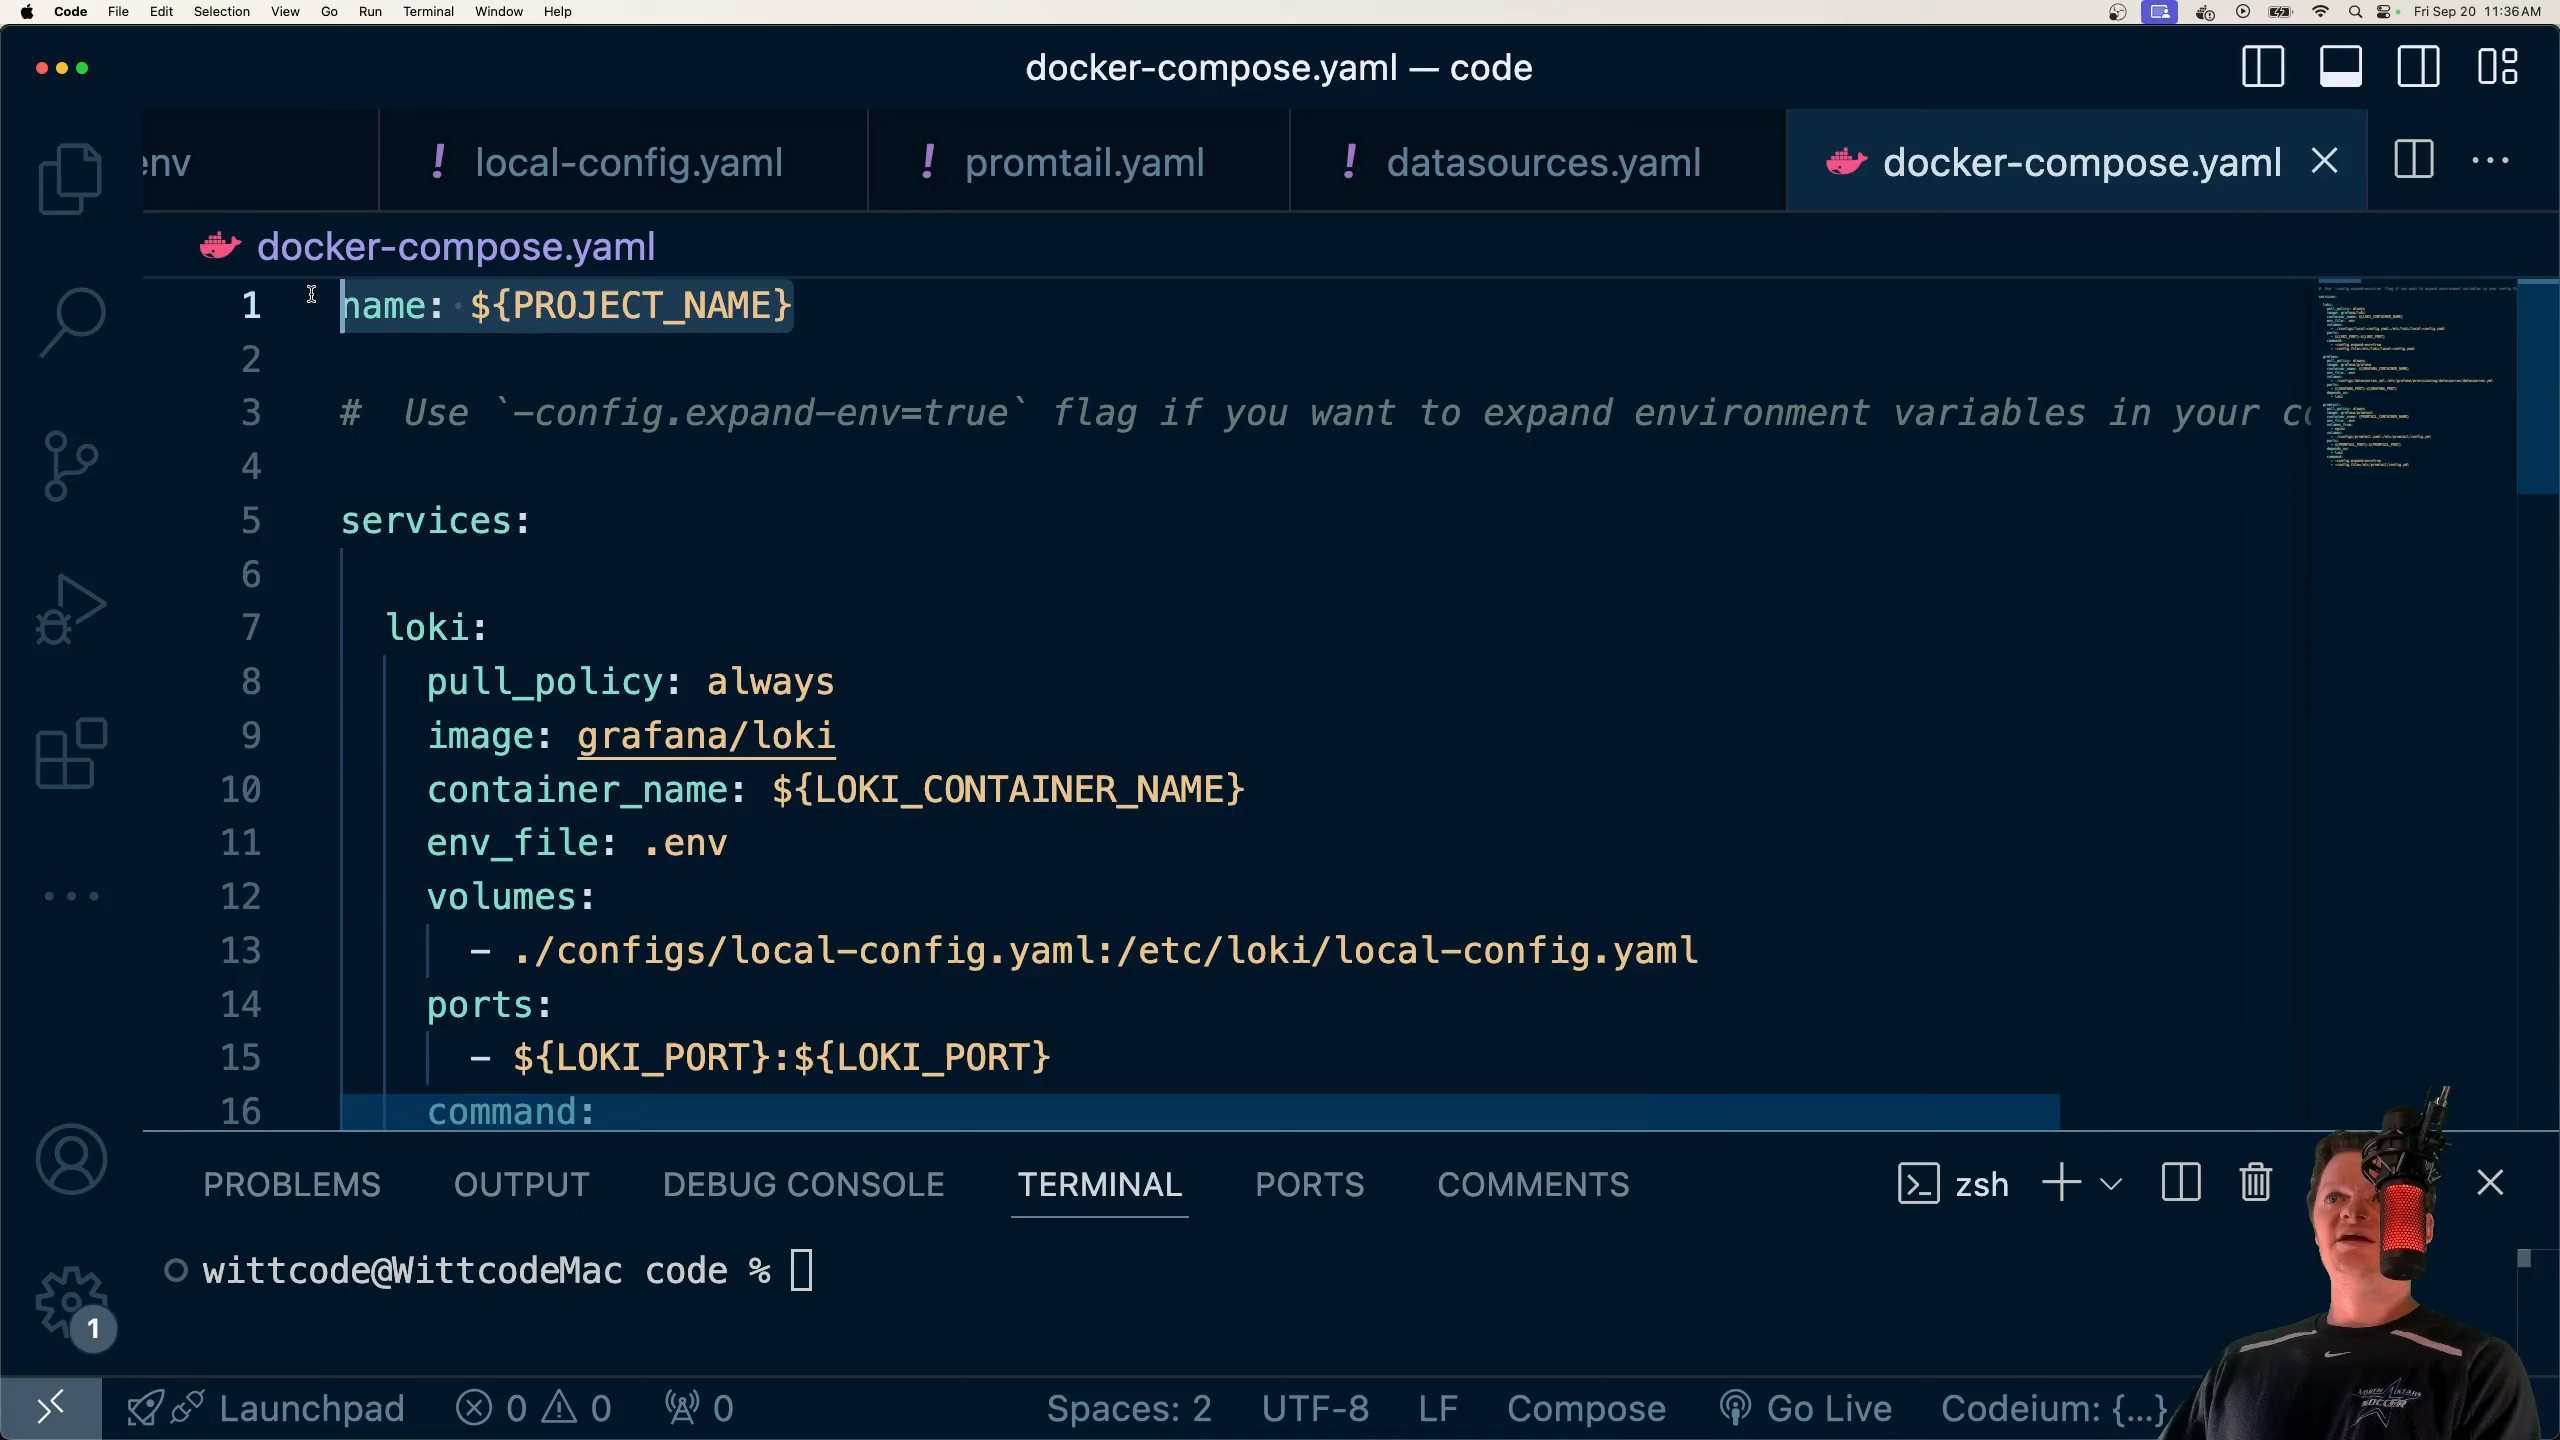 Code File Edit Selection View Go Run Terminal Window Help
Fri Sep 20 11:36 AM
docker-compose.yaml — code
env
! local-config.yaml
! promtail.yaml
! datasources.yaml
docker-compose.yaml
docker-compose.yaml
1 name: ${PROJECT_NAME}
2
3 #  Use `-config.expand-env=true` flag if you want to expand environment variables in your co
4
5 services:
6
7 loki:
8 pull_policy: always
9 image: grafana/loki
10 container_name: ${LOKI_CONTAINER_NAME}
11 env_file: .env
12 volumes:
13 - ./configs/local-config.yaml:/etc/loki/local-config.yaml
14 ports:
15 - ${LOKI_PORT}:${LOKI_PORT}
16 command:
PROBLEMS OUTPUT DEBUG CONSOLE TERMINAL PORTS COMMENTS
zsh
wittcode@WittcodeMac code %
1
Launchpad 0 0 0 Spaces: 2 UTF-8 LF Compose Go Live Codeium: {...}